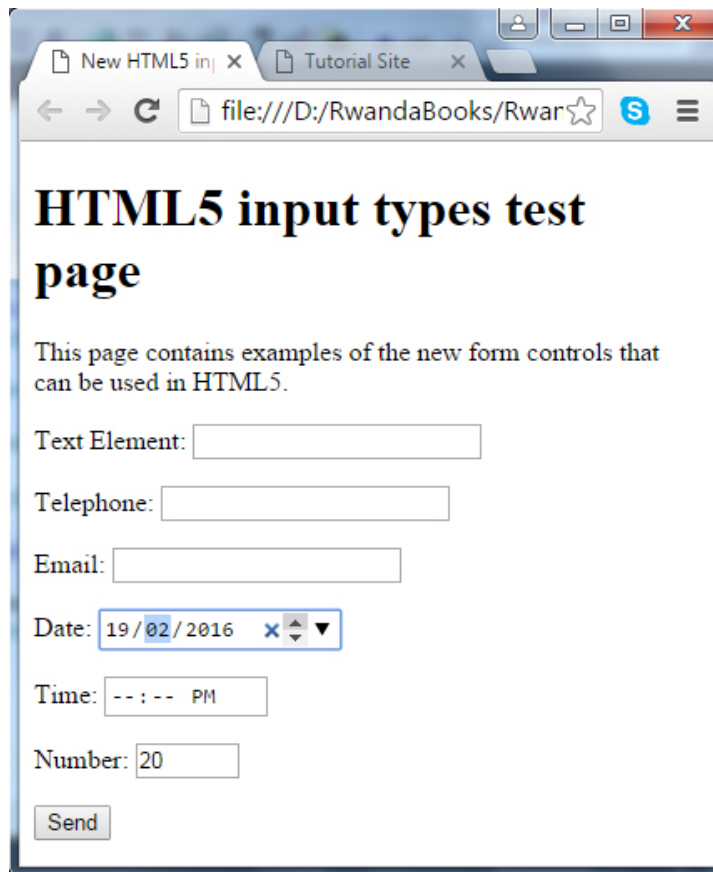 New HTML5 in
Tutorial Site
file:///D:/RwandaBooks/Rwar
HTML5 input types test
page
This page contains examples of the new form controls that
can be used in HTML5.
Text Element:
Telephone:
Email:
Date: 19/02/2016
Time: --:-- PM
Number: 20
Send